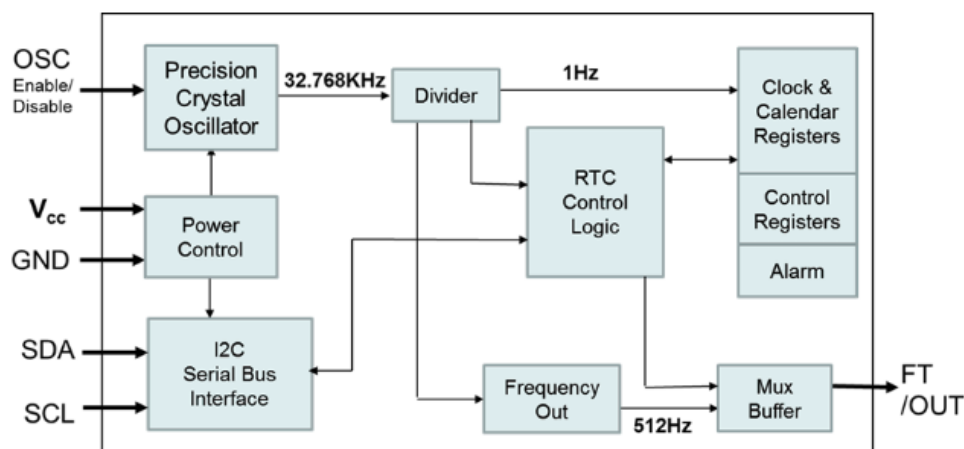 OSC
Enable/
Disable
Precision
Crystal
Oscillator
32.768KHz
Divider
1Hz
Clock &
Calendar
Registers
RTC
Control
Logic
Control
Registers
Alarm
Vcc
GND
Power
Control
SDA
SCL
I2C
Serial Bus
Interface
Frequency
Out
512Hz
Mux
Buffer
FT
/OUT